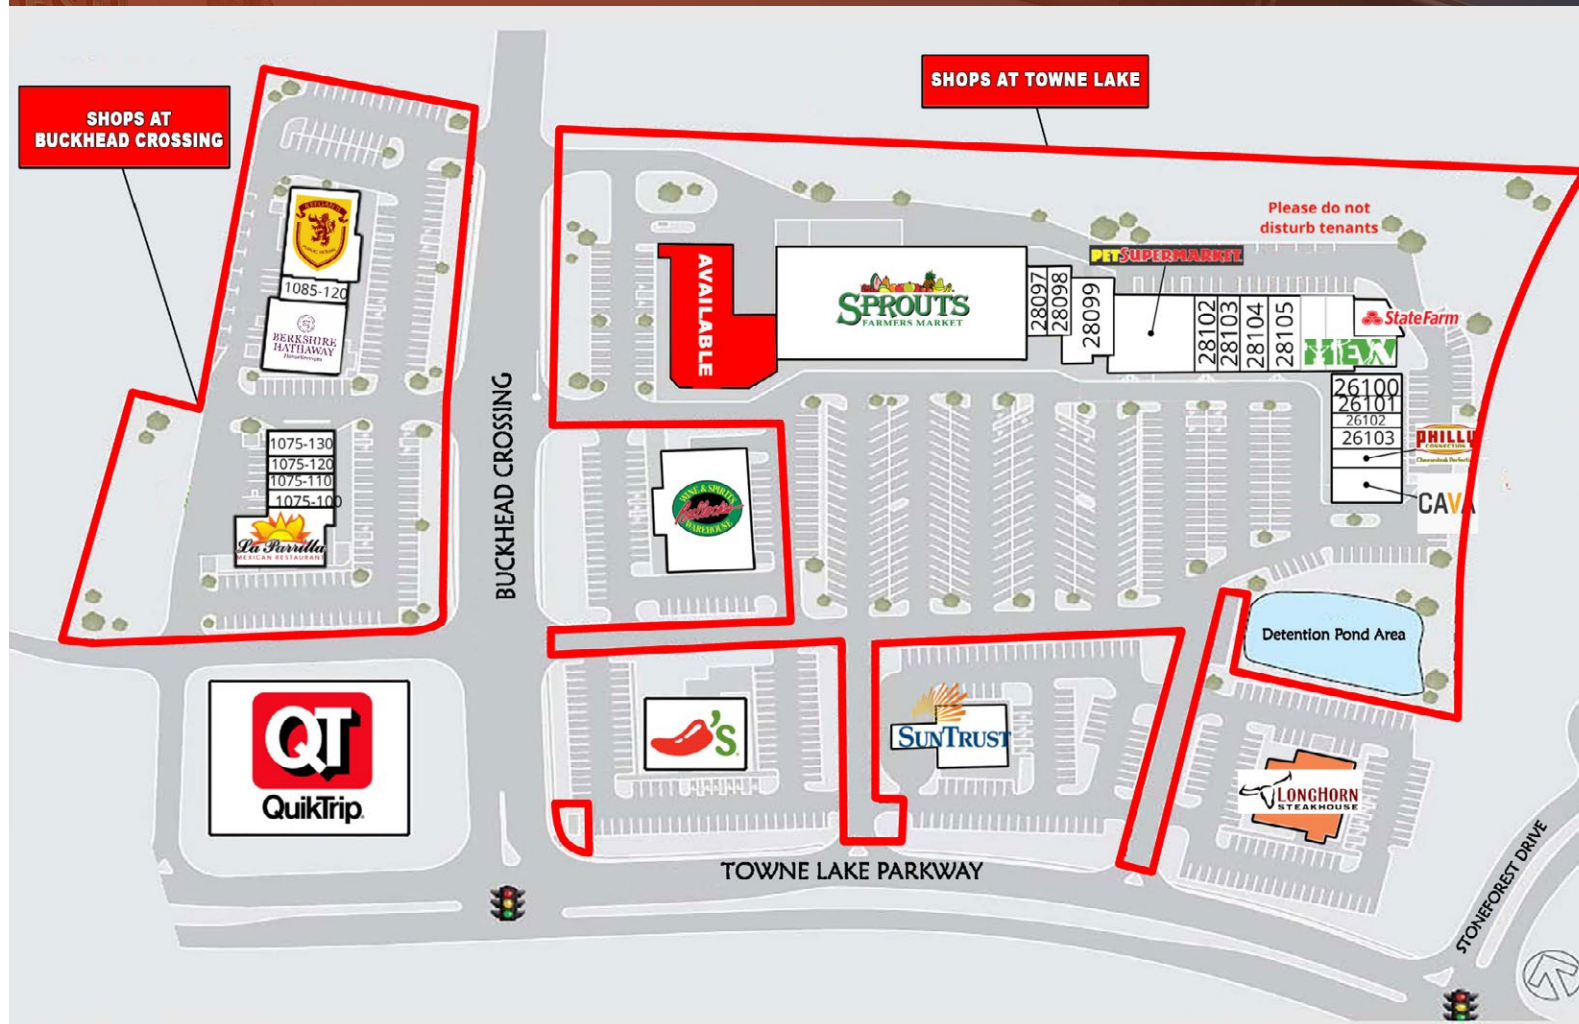 SHOPS AT
BUCKHEAD CROSSING
SHOPS AT TOWNE LAKE
Please do not
disturb tenants
PETSUPERMARKET
AVAILABLE
SPROUTS
FARMERS MARKET
28097
28098
28099
28102
28103
28104
28105
StateFarm
1085-120
BERKSHIRE
HATHAWAY
HomeServices
26100
26101
26102
26103
PHILLY
CONNECTION
CAVA
1075-130
1075-120
1075-110
1075-100
La Parrilla
MEXICAN RESTAURANT
BUCKHEAD CROSSING
WINE & SPIRITS
WAREHOUSE
Detention Pond Area
QT
QuikTrip
'S
SUNTRUST
LONGHORN
STEAKHOUSE
TOWNE LAKE PARKWAY
STONEFOREST DRIVE